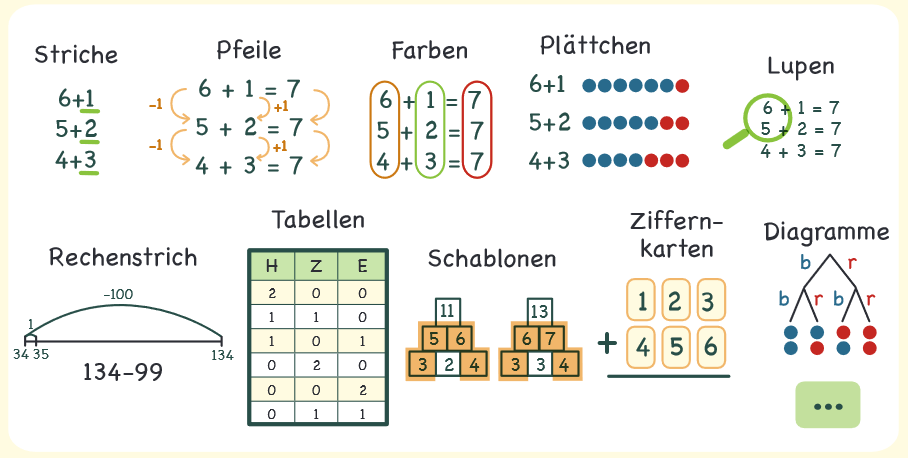 Striche
6+1
5+2
4+3
Pfeile
6 + 1 = 7
-1
+1
5 + 2 = 7
-1
+1
4 + 3 = 7
Farben
6 + 1 = 7
5 + 2 = 7
4 + 3 = 7
Plättchen
6+1
5+2
4+3
Lupen
6 + 1 = 7
5 + 2 = 7
4 + 3 = 7
Rechenstrich
-100
1
34 35 134
134-99
Tabellen
H Z E
2 0 0
1 1 0
1 0 1
0 2 0
0 0 2
0 1 1
Schablonen
11
5 6
3 2 4
13
6 7
3 3 4
Ziffern-
karten
1 2 3
+ 4 5 6
Diagramme
b r
b r b r
...